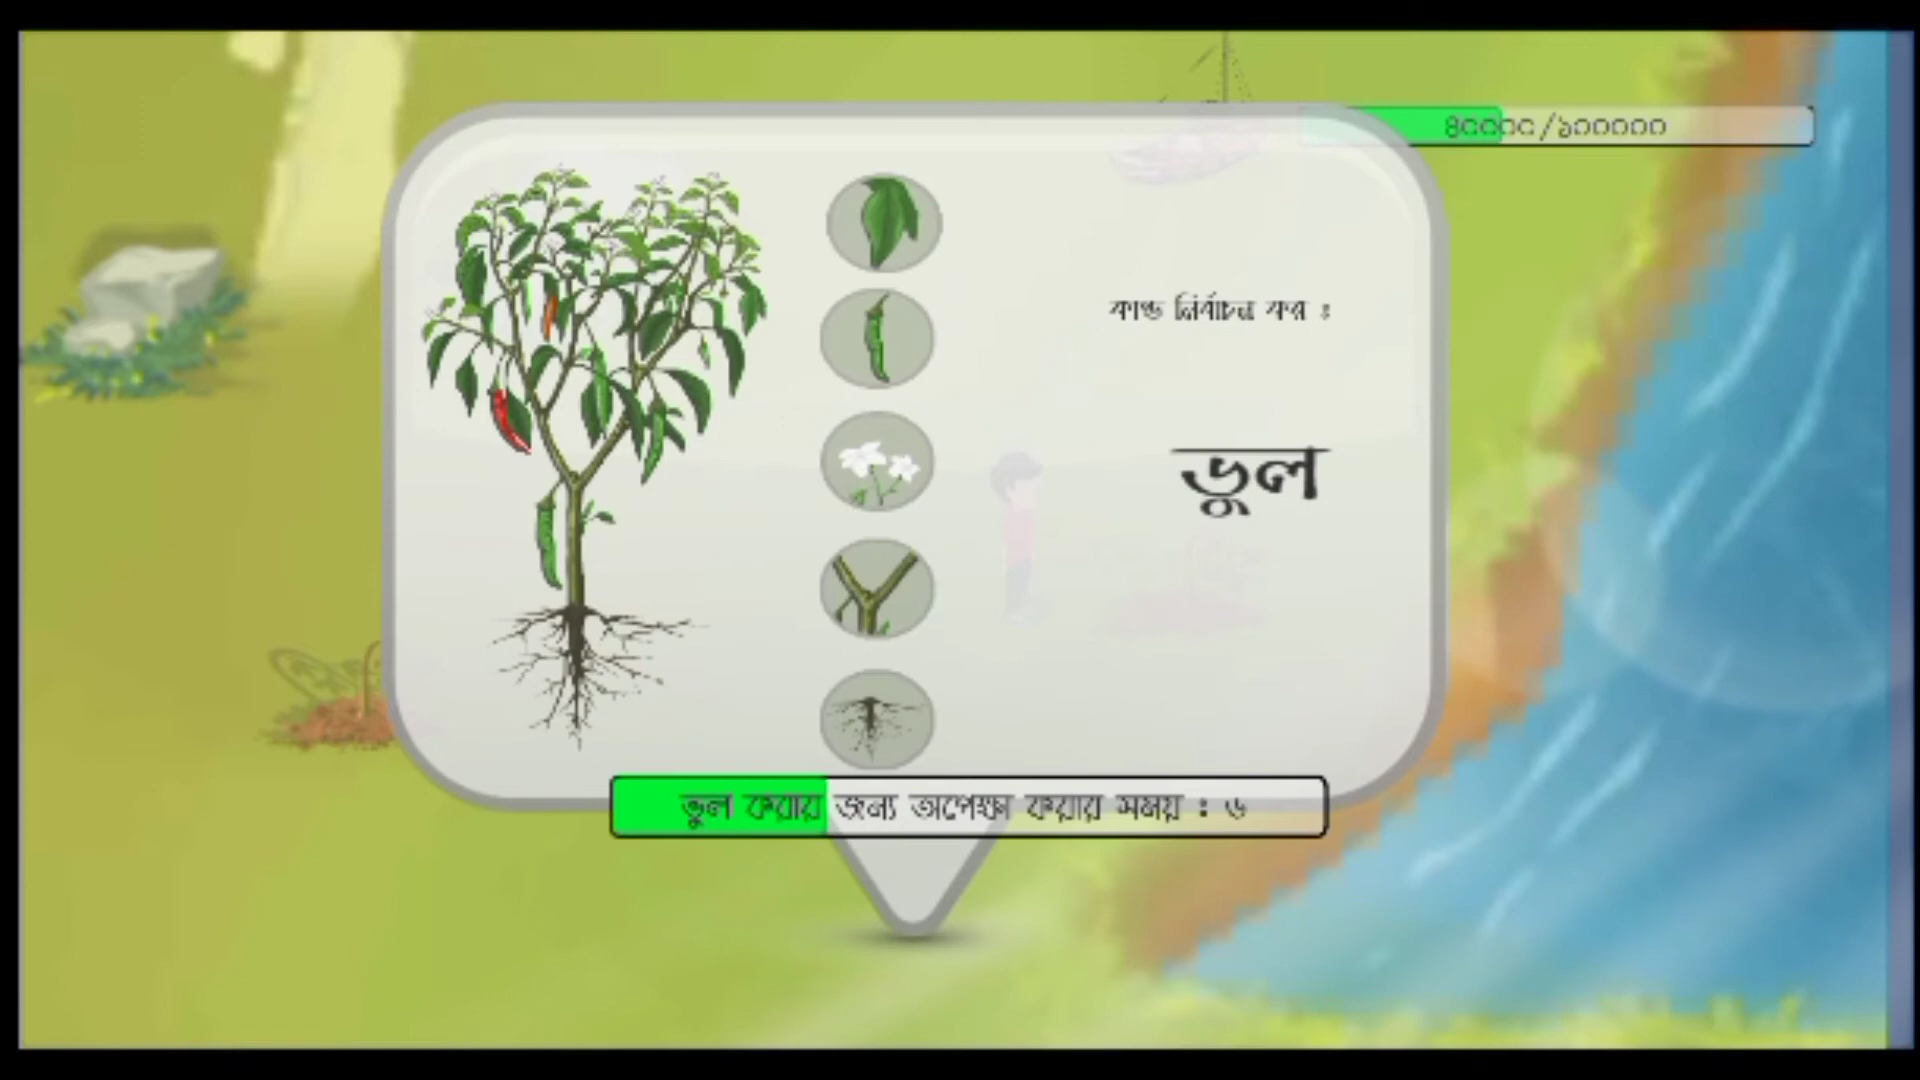 ৪০০০০/১০০০০০
কান্ড নির্বাচন কর :
ভুল
ভুল করায় জন্য অপেক্ষা করার সময় : ৬